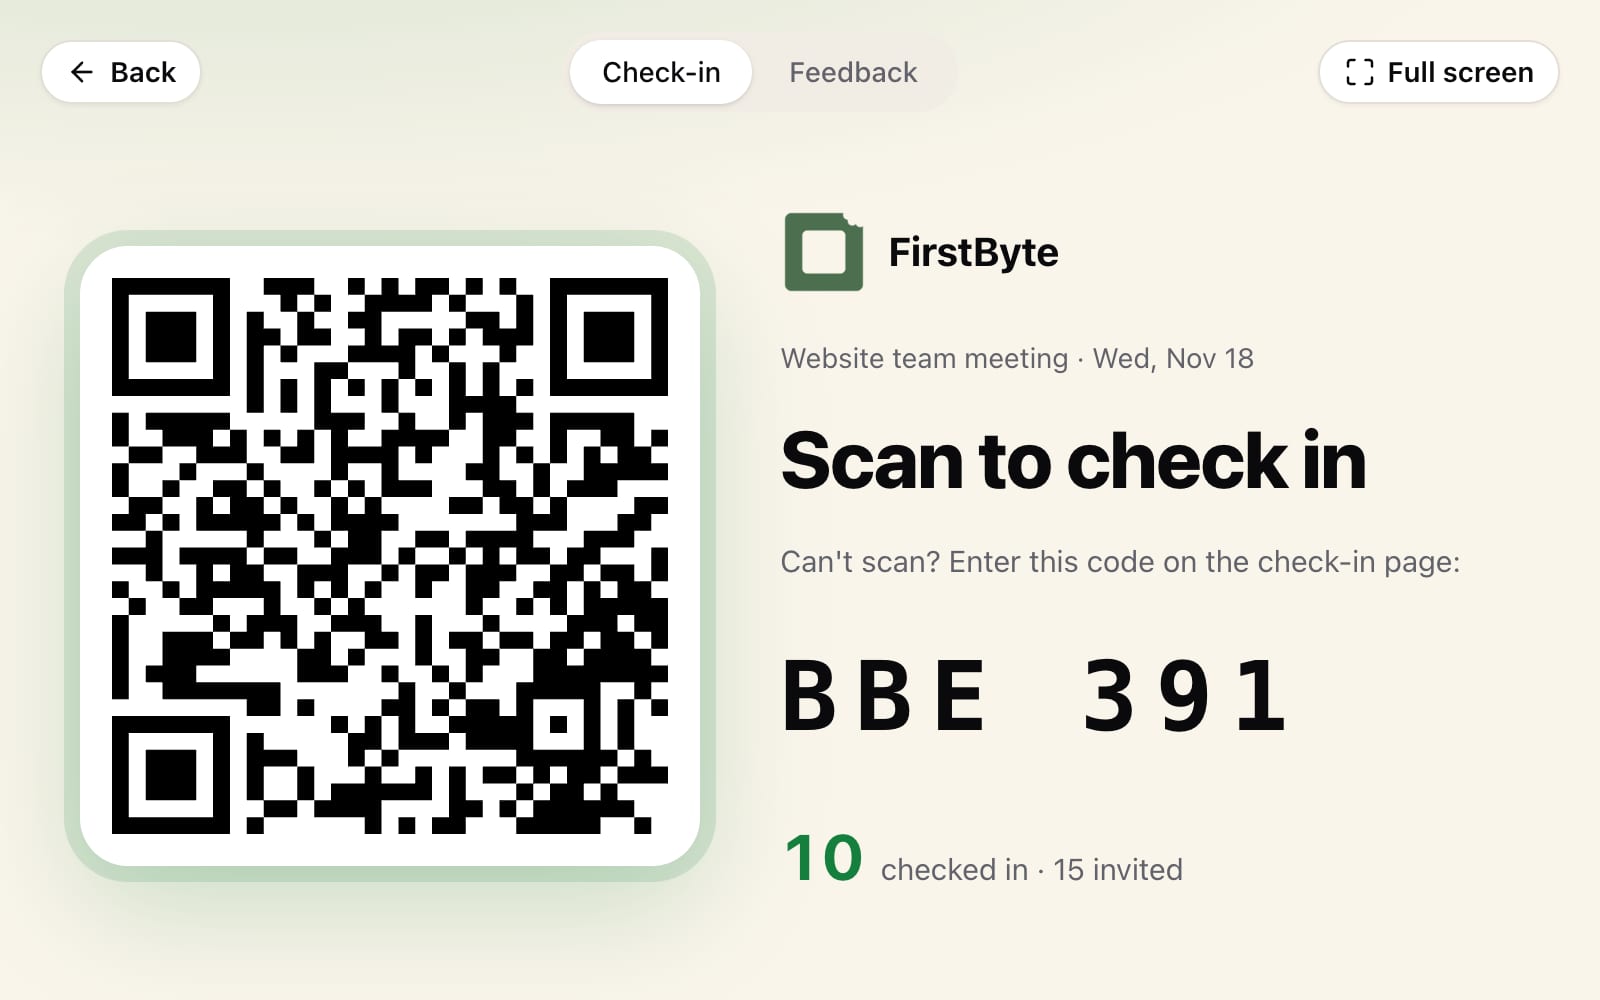 Back
Check-in
Feedback
Full screen
FirstByte
Website team meeting · Wed, Nov 18
Scan to check in
Can't scan? Enter this code on the check-in page:
BBE 391
10 checked in · 15 invited